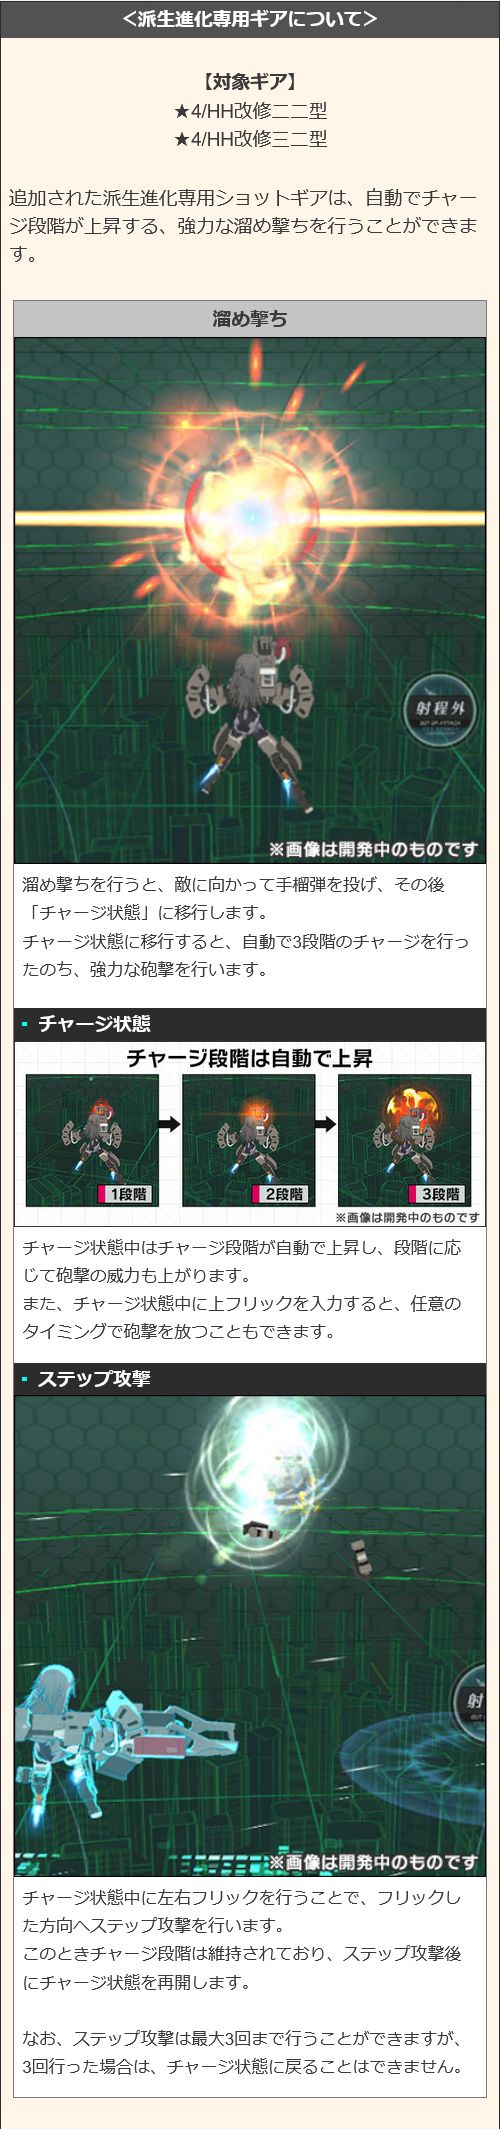 ＜派生進化専用ギアについて＞
【対象ギア】
★4/HH改修二二型
★4/HH改修三二型
追加された派生進化専用ショットギアは、自動でチャー
ジ段階が上昇する、強力な溜め撃ちを行うことができま
す。
溜め撃ち
射程外
OUT OF ATTACK
※画像は開発中のものです
溜め撃ちを行うと、敵に向かって手榴弾を投げ、その後
「チャージ状態」に移行します。
チャージ状態に移行すると、自動で3段階のチャージを行っ
たのち、強力な砲撃を行います。
チャージ状態
チャージ段階は自動で上昇
1段階
2段階
3段階
※画像は開発中のものです
チャージ状態中はチャージ段階が自動で上昇し、段階に応
じて砲撃の威力も上がります。
また、チャージ状態中に上フリックを入力すると、任意の
タイミングで砲撃を放つこともできます。
ステップ攻撃
射
※画像は開発中のものです
チャージ状態中に左右フリックを行うことで、フリックし
た方向へステップ攻撃を行います。
このときチャージ段階は維持されており、ステップ攻撃後
にチャージ状態を再開します。
なお、ステップ攻撃は最大3回まで行うことができますが、
3回行った場合は、チャージ状態に戻ることはできません。